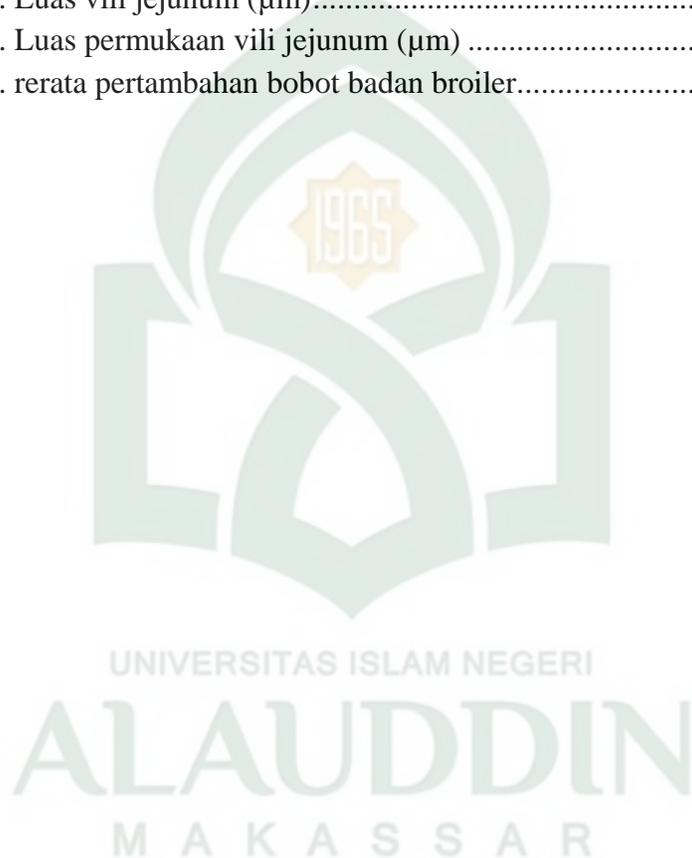 . Luas vili jejunum (µm)..............................................
. Luas permukaan vili jejunum (µm) ...........................
. rerata pertambahan bobot badan broiler.....................
1965
UNIVERSITAS ISLAM NEGERI
ALAUDDIN
MAKASSAR